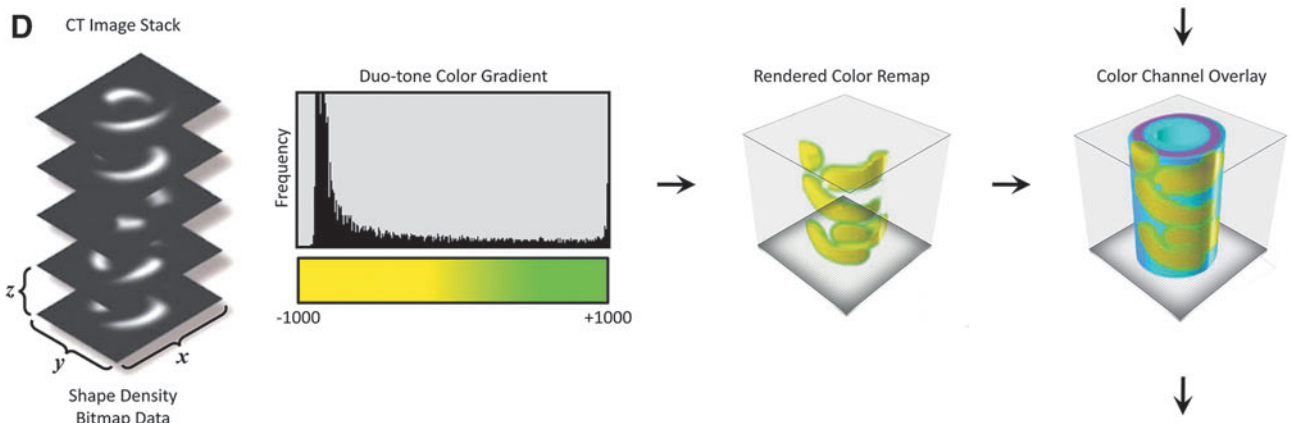 D
CT Image Stack
z
y
x
Shape Density
Bitmap Data
Duo-tone Color Gradient
Frequency
-1000
+1000
Rendered Color Remap
Color Channel Overlay